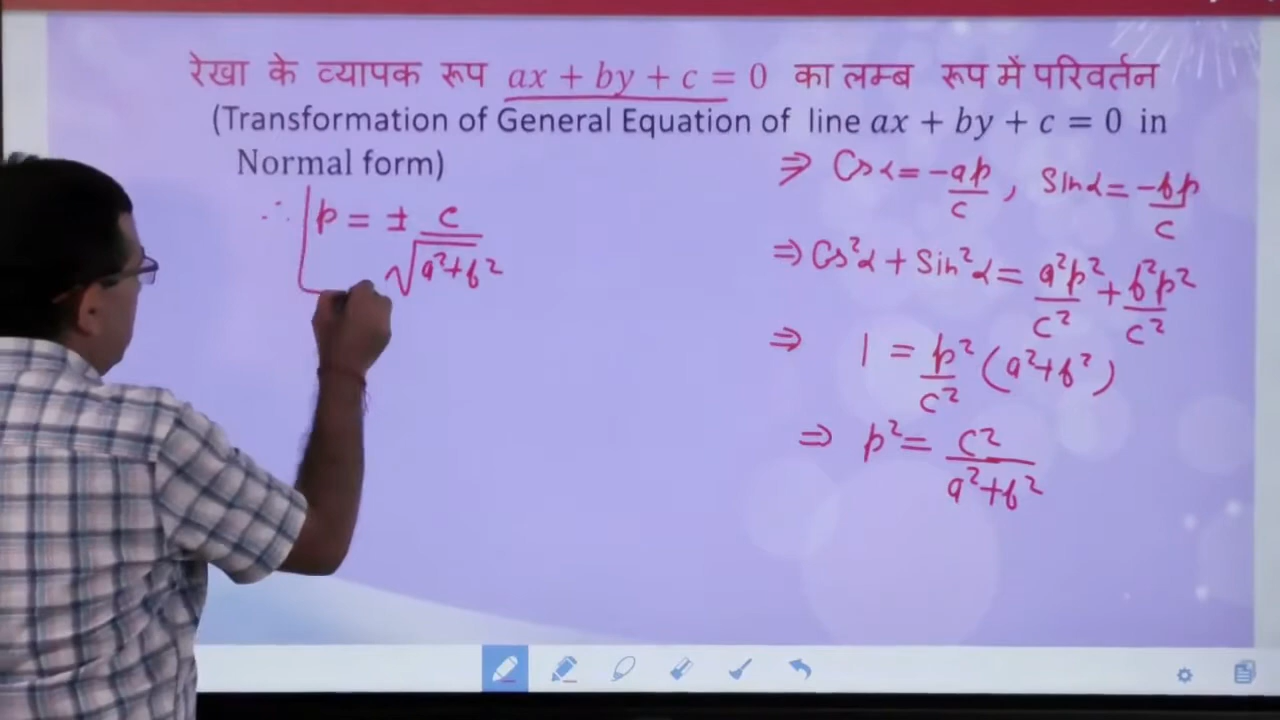 रेखा के व्यापक रूप ax + by + c = 0 का लम्ब रूप में परिवर्तन
(Transformation of General Equation of line ax + by + c = 0 in
Normal form)
∴ p = ± c/√(a²+b²)
⇒ Cosα = -ap/c , Sinα = -bp/c
⇒ Cos²α + Sin²α = a²p²/c² + b²p²/c²
⇒ 1 = p²/c² (a²+b²)
⇒ p² = c²/(a²+b²)